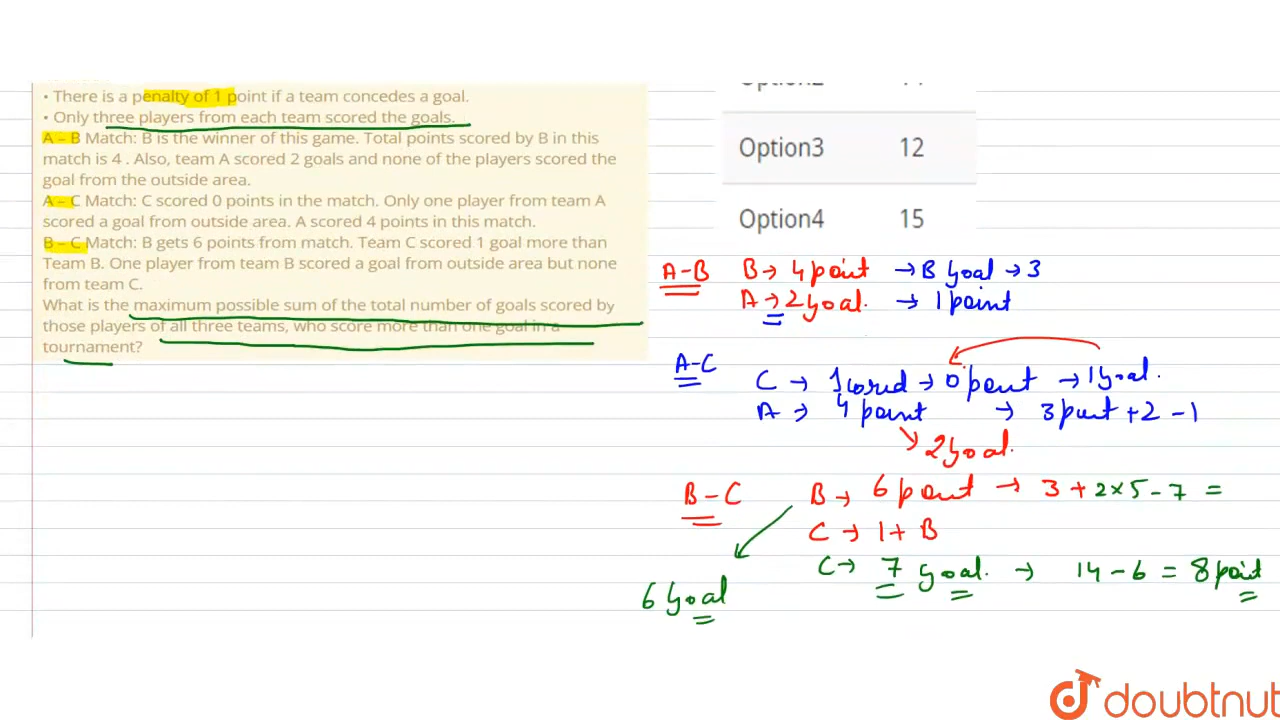 • There is a penalty of 1 point if a team concedes a goal.
• Only three players from each team scored the goals.
A – B Match: B is the winner of this game. Total points scored by B in this
match is 4 . Also, team A scored 2 goals and none of the players scored the
goal from the outside area.
A – C Match: C scored 0 points in the match. Only one player from team A
scored a goal from outside area. A scored 4 points in this match.
B – C Match: B gets 6 points from match. Team C scored 1 goal more than
Team B. One player from team B scored a goal from outside area but none
from team C.
What is the maximum possible sum of the total number of goals scored by
those players of all three teams, who score more than one goal in a
tournament?
Option3 12
Option4 15
A-B B → 4 point → B goal → 3
A → 2 goal. → 1 point
A-C
C → scored → 0 point → 1 goal.
A → 4 point → 3 point + 2 - 1
2 goal.
B-C B → 6 point → 3 + 2 × 5 - 7 =
C → 1 + B
C → 7 goal. → 14 - 6 = 8 point
6 goal
doubtnut